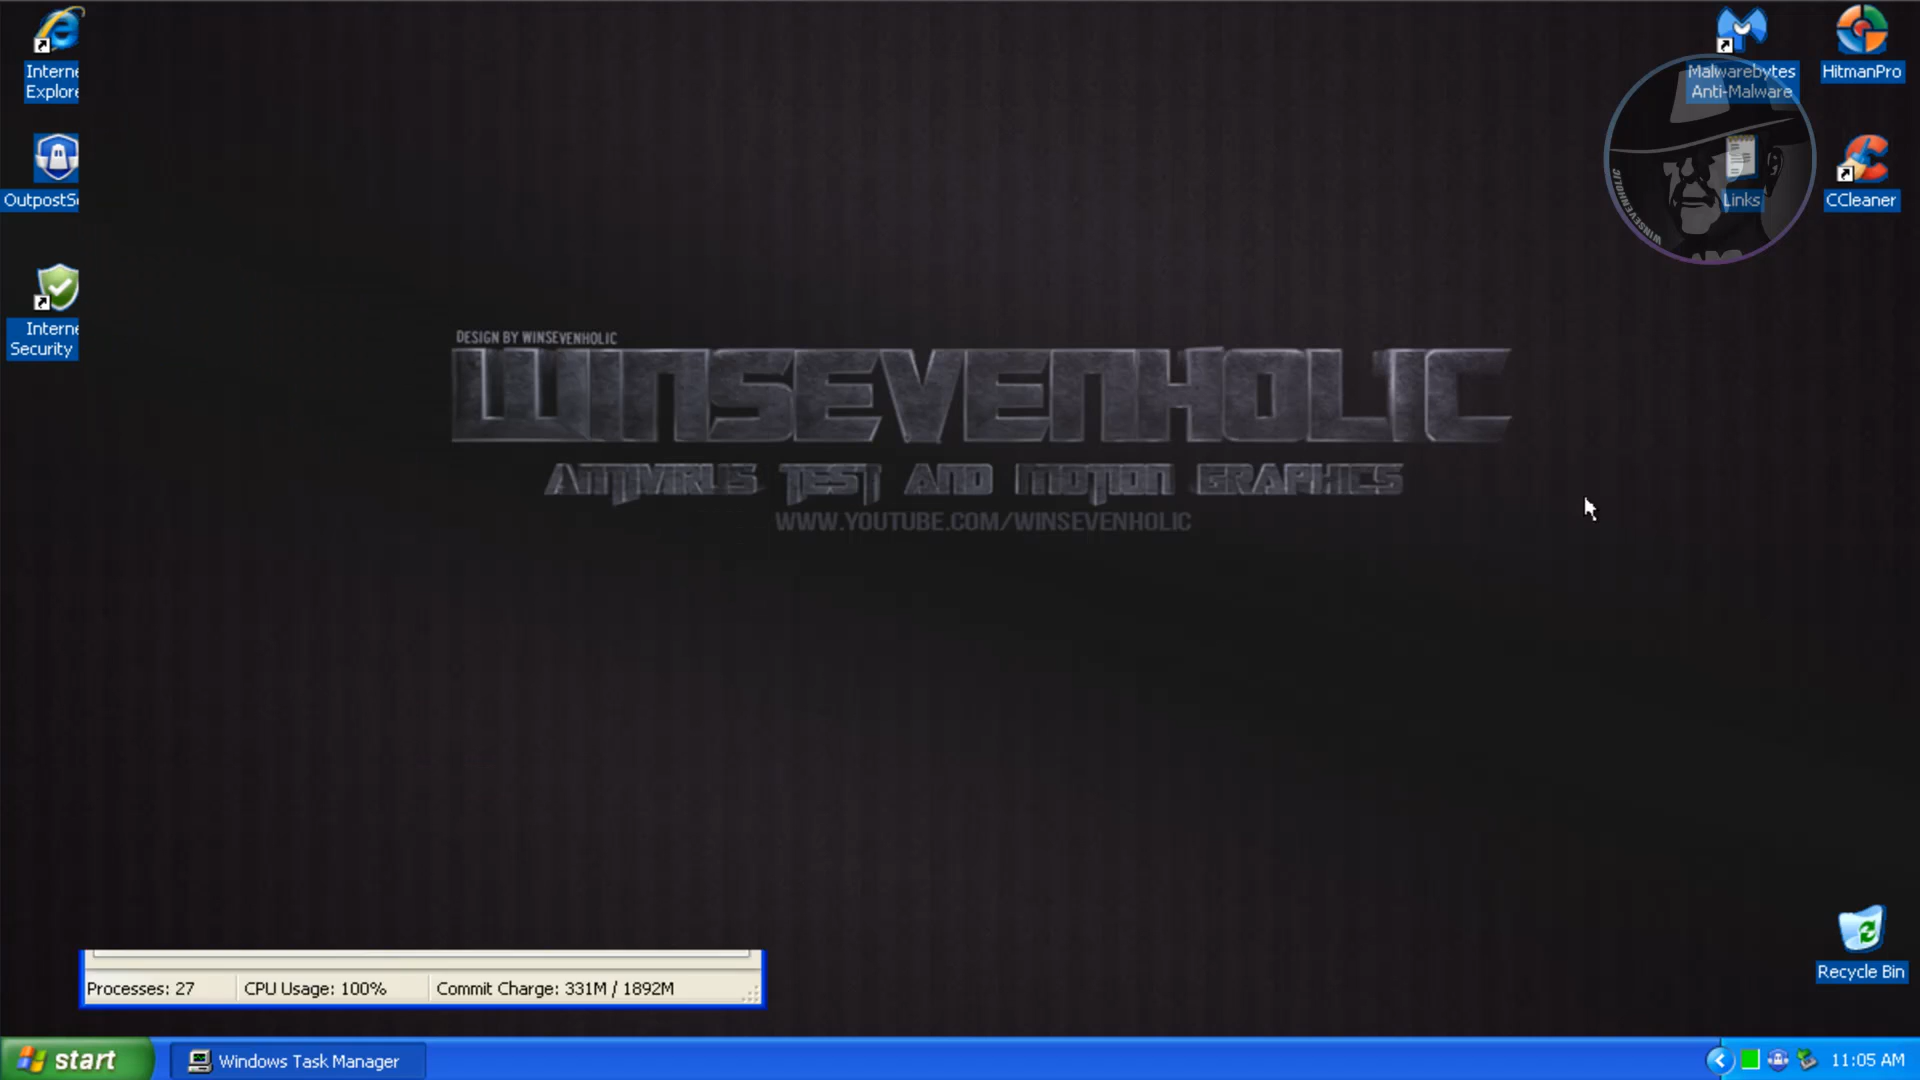 Interne
Explore
OutpostS
Interne
Security
Malwarebytes
Anti-Malware
HitmanPro
Links
CCleaner
WINSEVENHOLIC
DESIGN BY WINSEVENHOLIC
WINSEVENHOLIC
ANTIVIRUS TEST AND MOTION GRAPHICS
WWW.YOUTUBE.COM/WINSEVENHOLIC
Recycle Bin
Processes: 27 CPU Usage: 100% Commit Charge: 331M / 1892M
start Windows Task Manager 11:05 AM